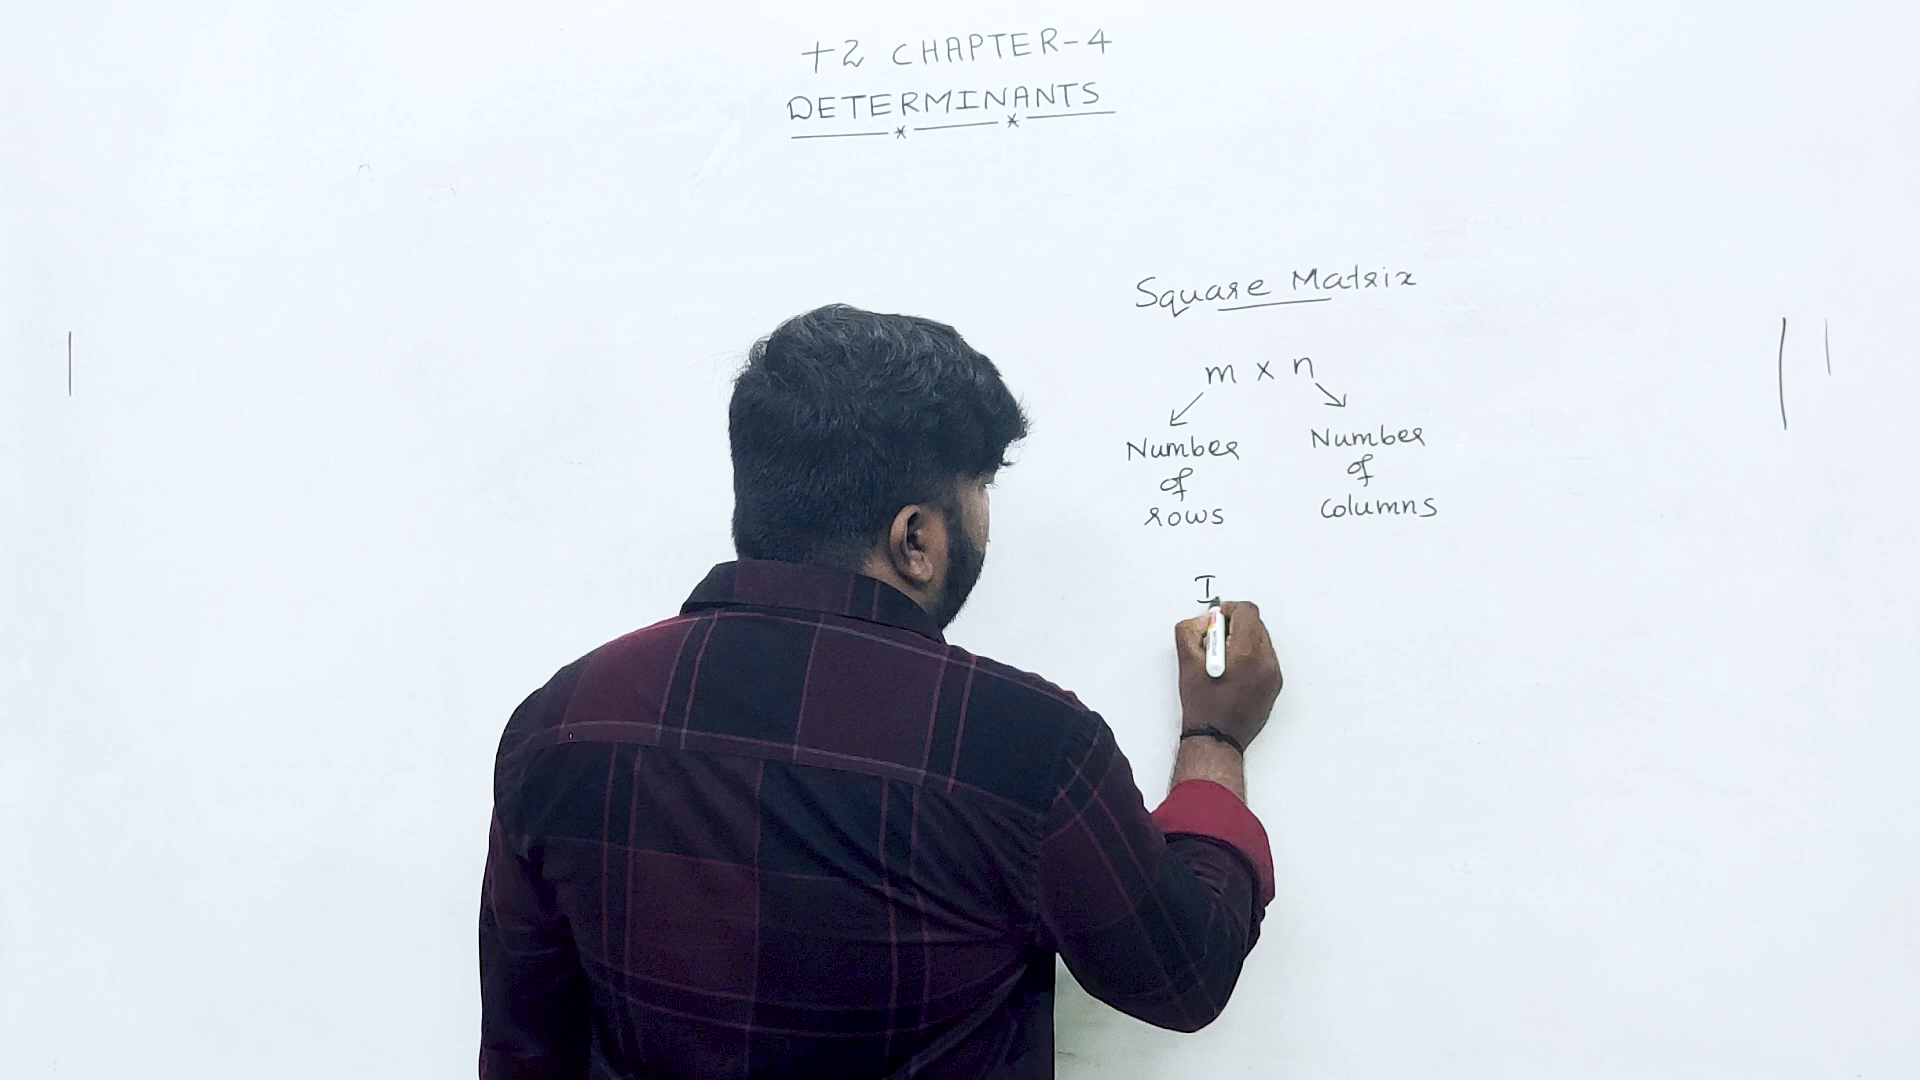 +2 CHAPTER-4
DETERMINANTS
Square Matrix
m x n
Number of rows
Number of columns
I